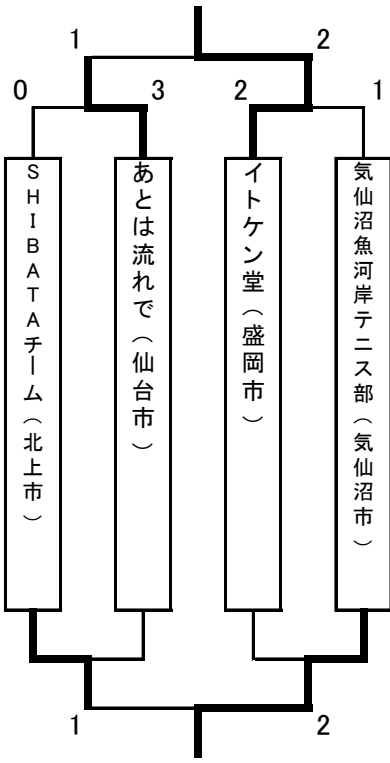 1 2
0 3 2 1
SHIBATAチーム（北上市）
あとは流れで（仙台市）
イトケン堂（盛岡市）
気仙沼魚河岸テニス部（気仙沼市）
1 2